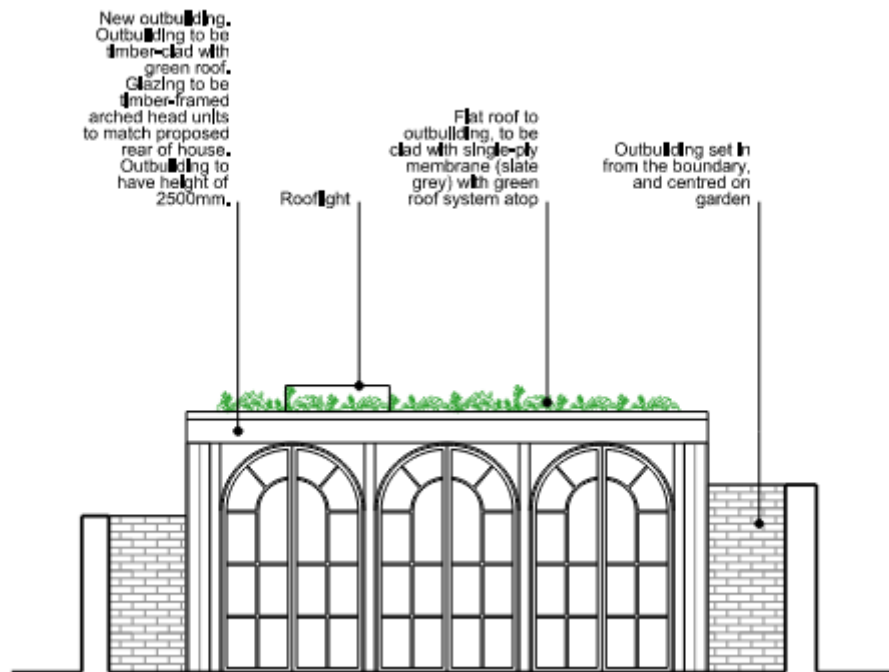 New outbuilding.
Outbuilding to be
timber-clad with
green roof.
Glazing to be
timber-framed
arched head units
to match proposed
rear of house.
Outbuilding to
have height of
2500mm.
Rooflight
Flat roof to
outbuilding, to be
clad with single-ply
membrane (slate
grey) with green
roof system atop
Outbuilding set in
from the boundary,
and centred on
garden